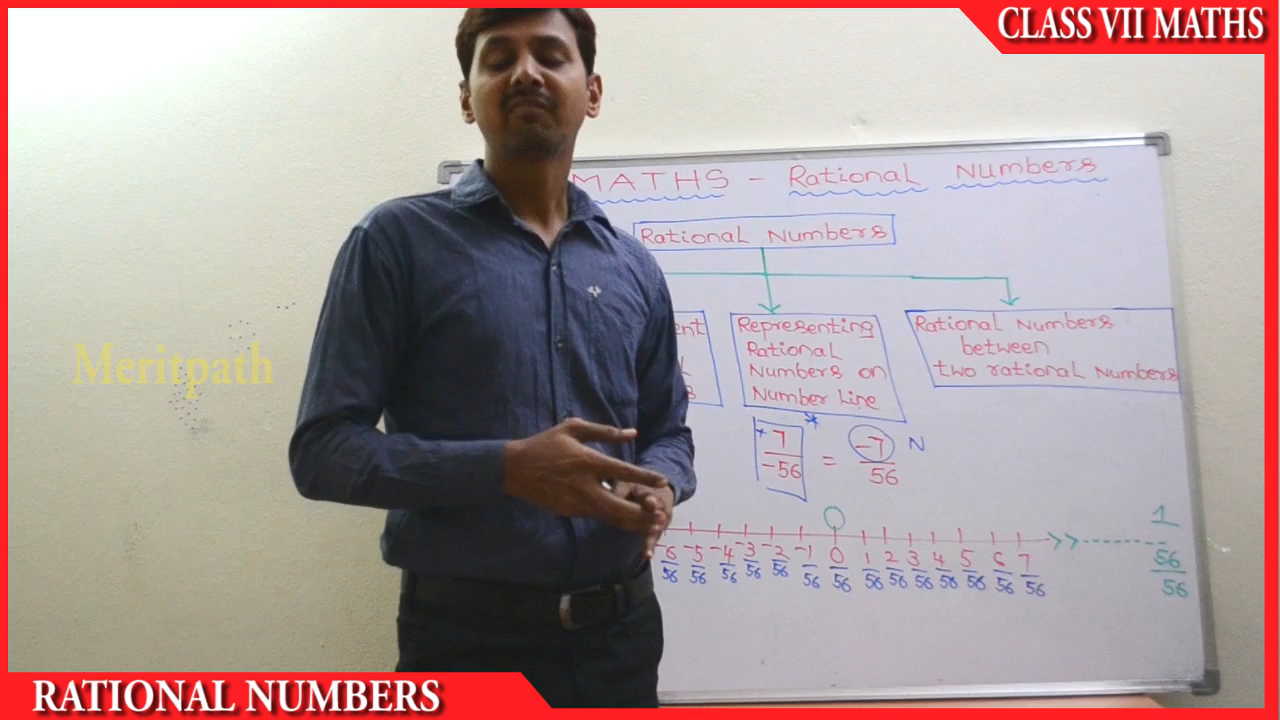 CLASS VII MATHS
MATHS - Rational Numbers
Rational Numbers
Representing
Rational
Numbers on
Number Line
Rational Numbers
between
two rational Numbers
Meritpath
+7/-56 = -7/56 N
1
56/56
-6/56 -5/56 -4/56 -3/56 -2/56 -1/56 0/56 1/56 2/56 3/56 4/56 5/56 6/56 7/56
RATIONAL NUMBERS